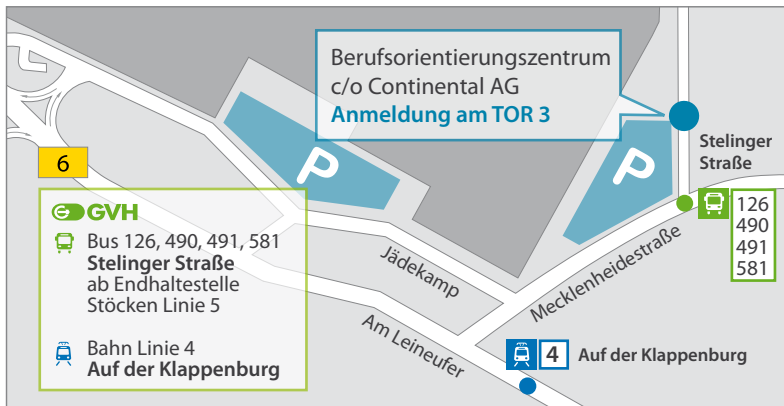 Berufsorientierungszentrum
c/o Continental AG
Anmeldung am TOR 3
P
P
Stelinger
Straße
6
GVH
Bus 126, 490, 491, 581
Stelinger Straße
ab Endhaltestelle
Stöcken Linie 5
Bahn Linie 4
Auf der Klappenburg
126
490
491
581
Jädekamp
Mecklenheidestraße
Am Leineufer
4 Auf der Klappenburg